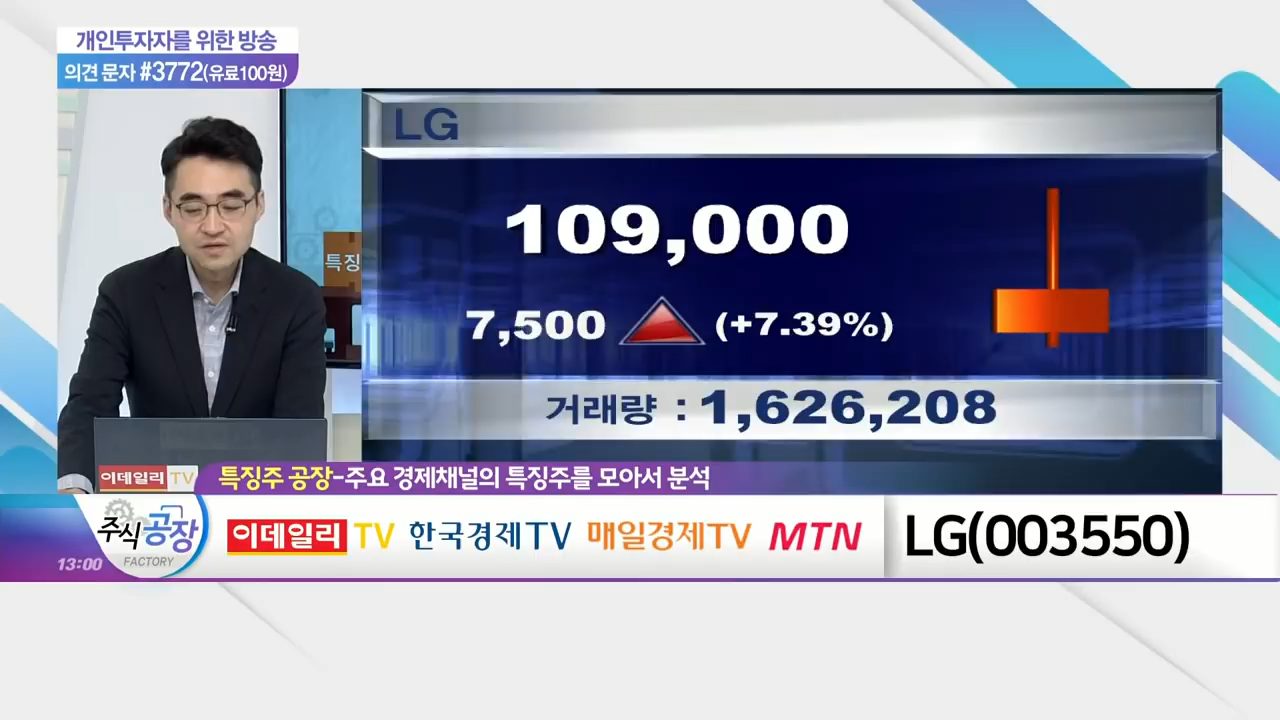 개인투자자를 위한 방송
의견 문자 #3772(유료100원)
LG
109,000
7,500 ▲ (+7.39%)
특징
거래량 : 1,626,208
이데일리 TV
특징주 공장-주요 경제채널의 특징주를 모아서 분석
주식공장
FACTORY
13:00
이데일리 TV 한국경제TV 매일경제TV MTN
LG(003550)